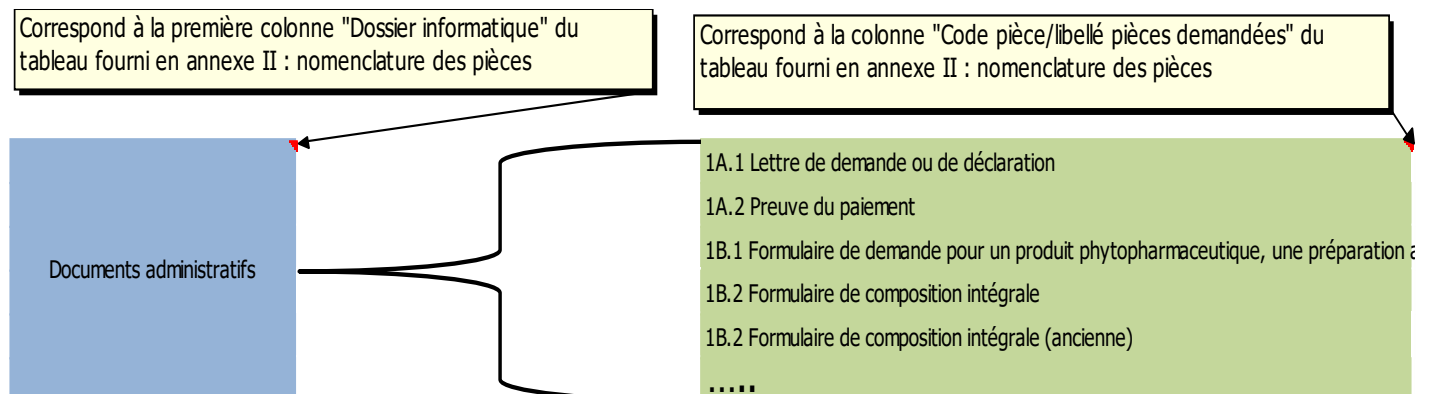 Correspond à la première colonne "Dossier informatique" du
tableau fourni en annexe II : nomenclature des pièces
Correspond à la colonne "Code pièce/libellé pièces demandées" du
tableau fourni en annexe II : nomenclature des pièces
Documents administratifs
1A.1 Lettre de demande ou de déclaration
1A.2 Preuve du paiement
1B.1 Formulaire de demande pour un produit phytopharmaceutique, une préparation
1B.2 Formulaire de composition intégrale
1B.2 Formulaire de composition intégrale (ancienne)
.....